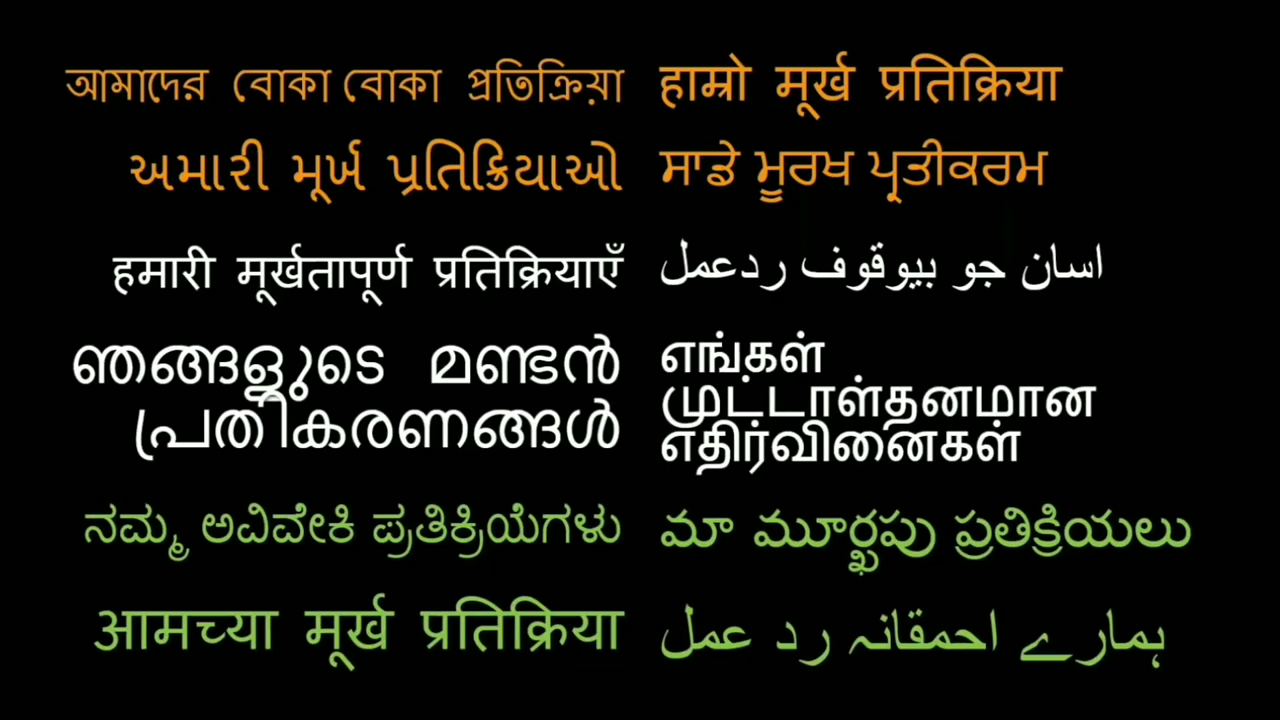 আমাদের বোকা বোকা প্রতিক্রিয়া
हाम्रो मूर्ख प्रतिक्रिया
અમારી મૂર્ખ પ્રતિક્રિયાઓ
ਸਾਡੇ ਮੂਰਖ ਪ੍ਰਤੀਕਰਮ
हमारी मूर्खतापूर्ण प्रतिक्रियाएँ
اسان جو بيوقوف ردعمل
ഞങ്ങളുടെ മണ്ടൻ
പ്രതികരണങ്ങൾ
எங்கள்
முட்டாள்தனமான
எதிர்வினைகள்
ನಮ್ಮ ಅವಿವೇಕಿ ಪ್ರತಿಕ್ರಿಯೆಗಳು
మా మూర్ఖపు ప్రతిక్రియలు
आमच्या मूर्ख प्रतिक्रिया
ہمارے احمقانہ رد عمل